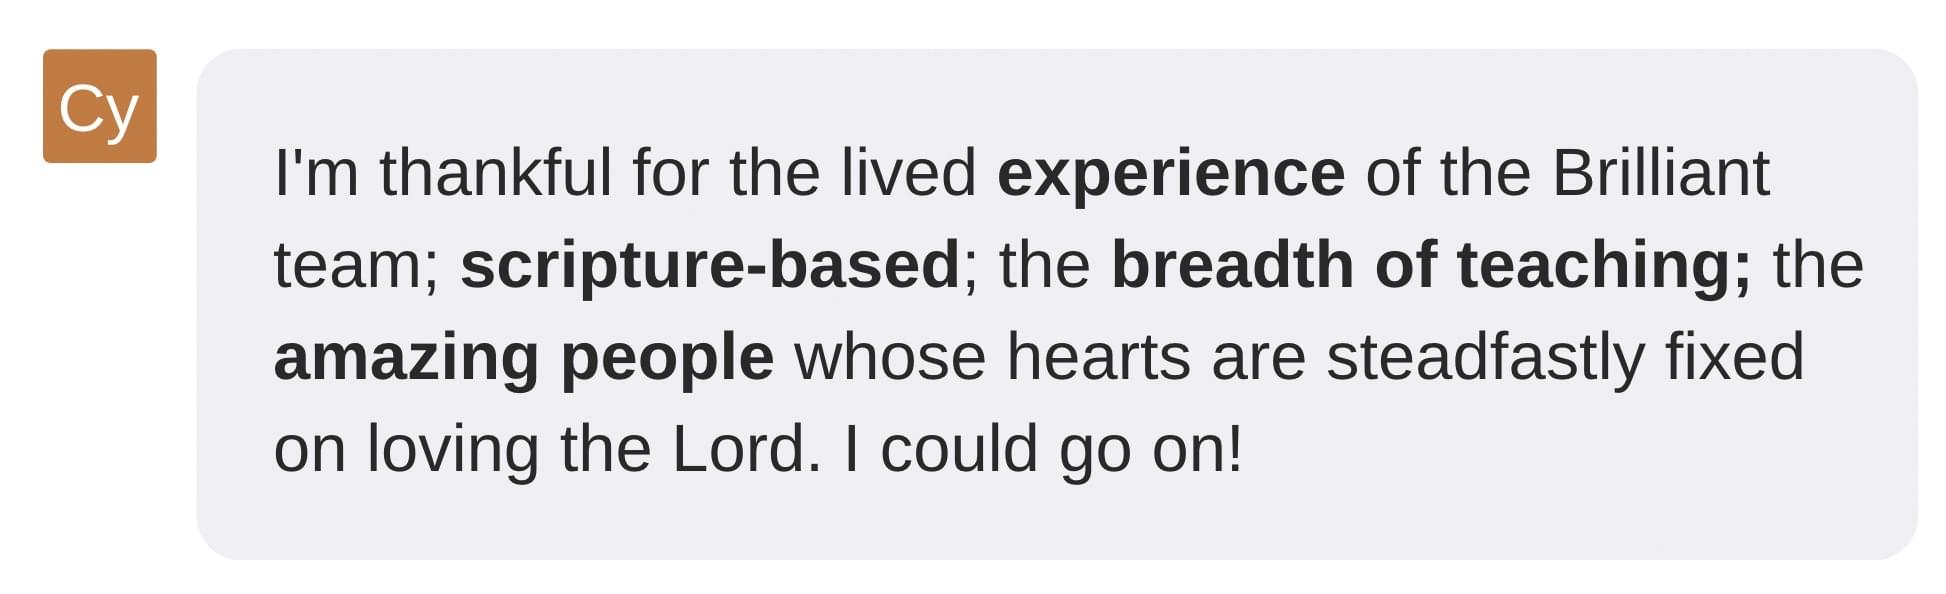 Cy
I'm thankful for the lived experience of the Brilliant
team; scripture-based; the breadth of teaching; the
amazing people whose hearts are steadfastly fixed
on loving the Lord. I could go on!